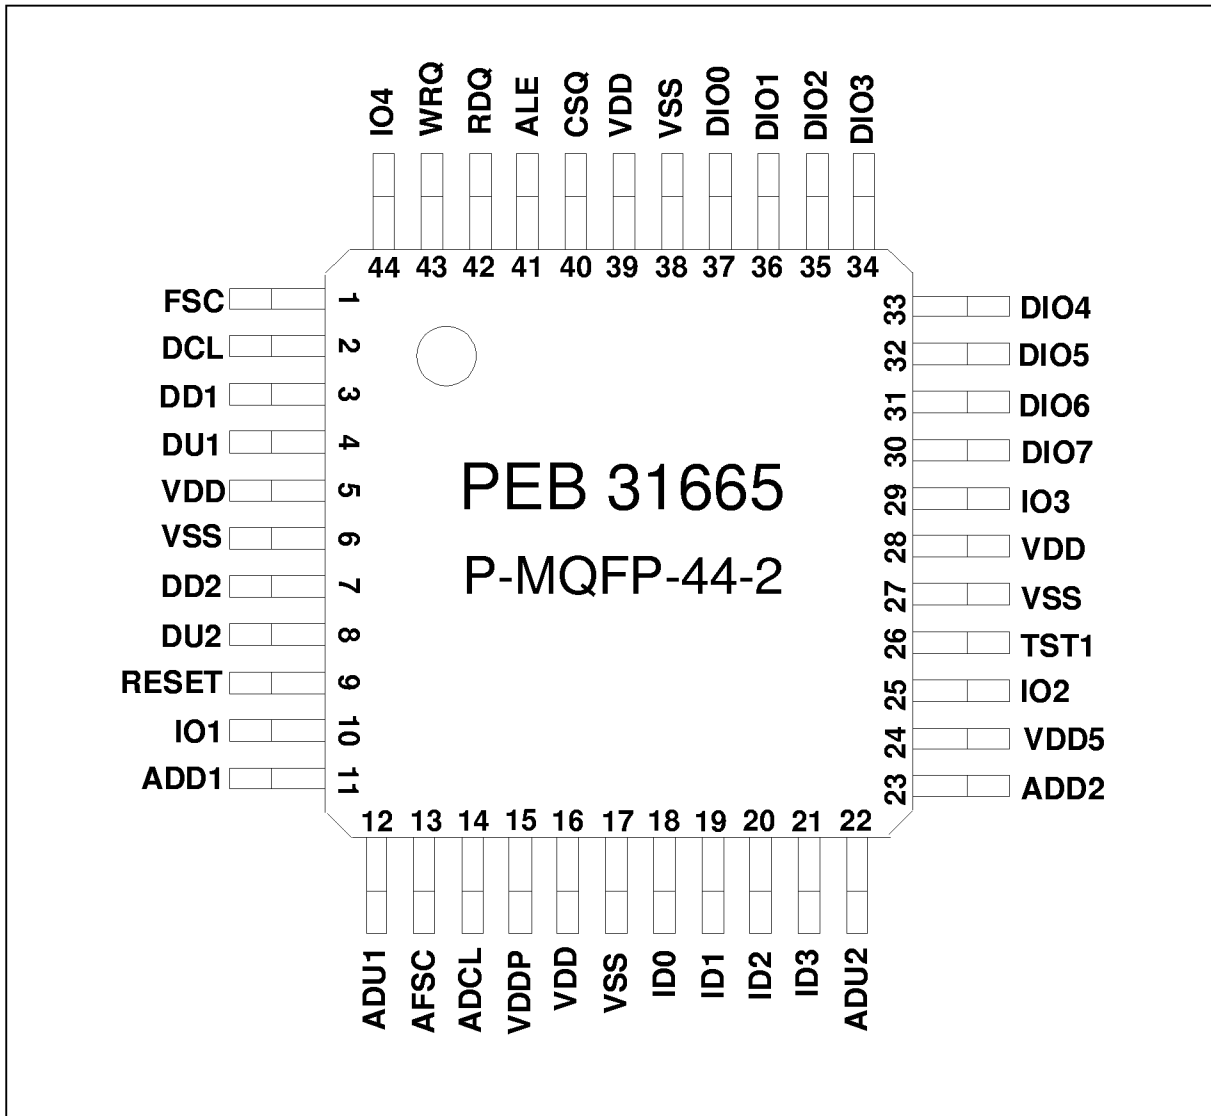 IO4
WRQ
RDQ
ALE
CSQ
VDD
VSS
DIO0
DIO1
DIO2
DIO3
44 43 42 41 40 39 38 37 36 35 34
FSC 1
DCL 2
DD1 3
DU1 4
VDD 5
VSS 6
DD2 7
DU2 8
RESET 9
IO1 10
ADD1 11
PEB 31665
P-MQFP-44-2
33 DIO4
32 DIO5
31 DIO6
30 DIO7
29 IO3
28 VDD
27 VSS
26 TST1
25 IO2
24 VDD5
23 ADD2
12 13 14 15 16 17 18 19 20 21 22
ADU1
AFSC
ADCL
VDDP
VDD
VSS
ID0
ID1
ID2
ID3
ADU2